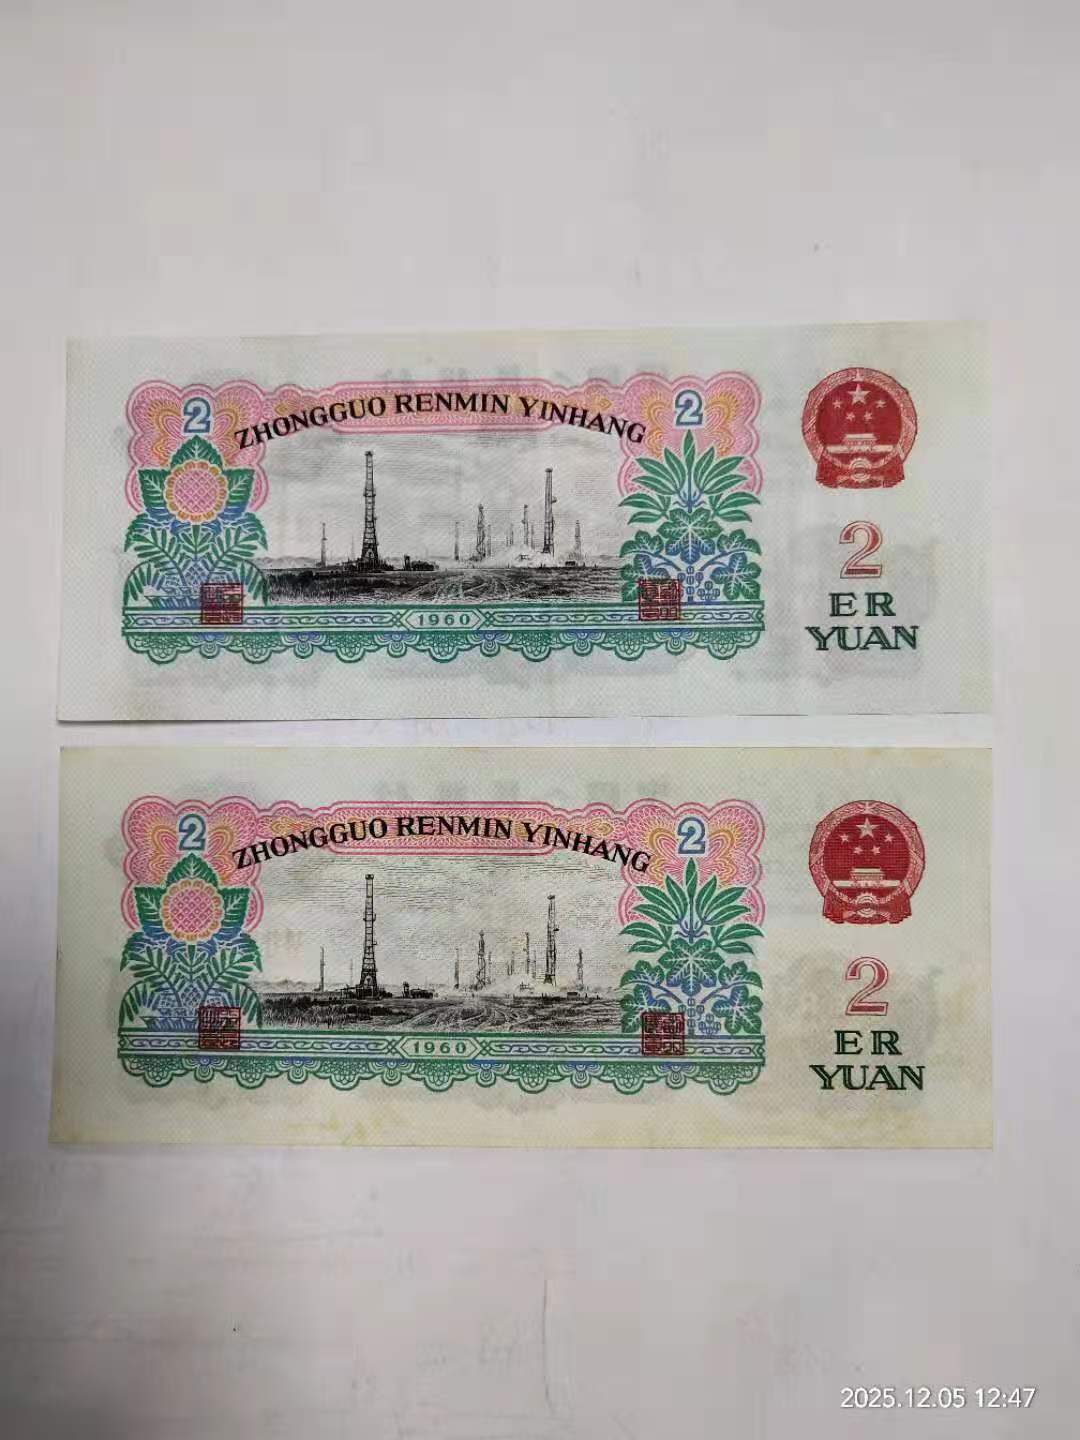 2 2
ZHONGGUO RENMIN YINHANG
1960
2
ER
YUAN
2 2
ZHONGGUO RENMIN YINHANG
1960
2
ER
YUAN
2025.12.05 12:47